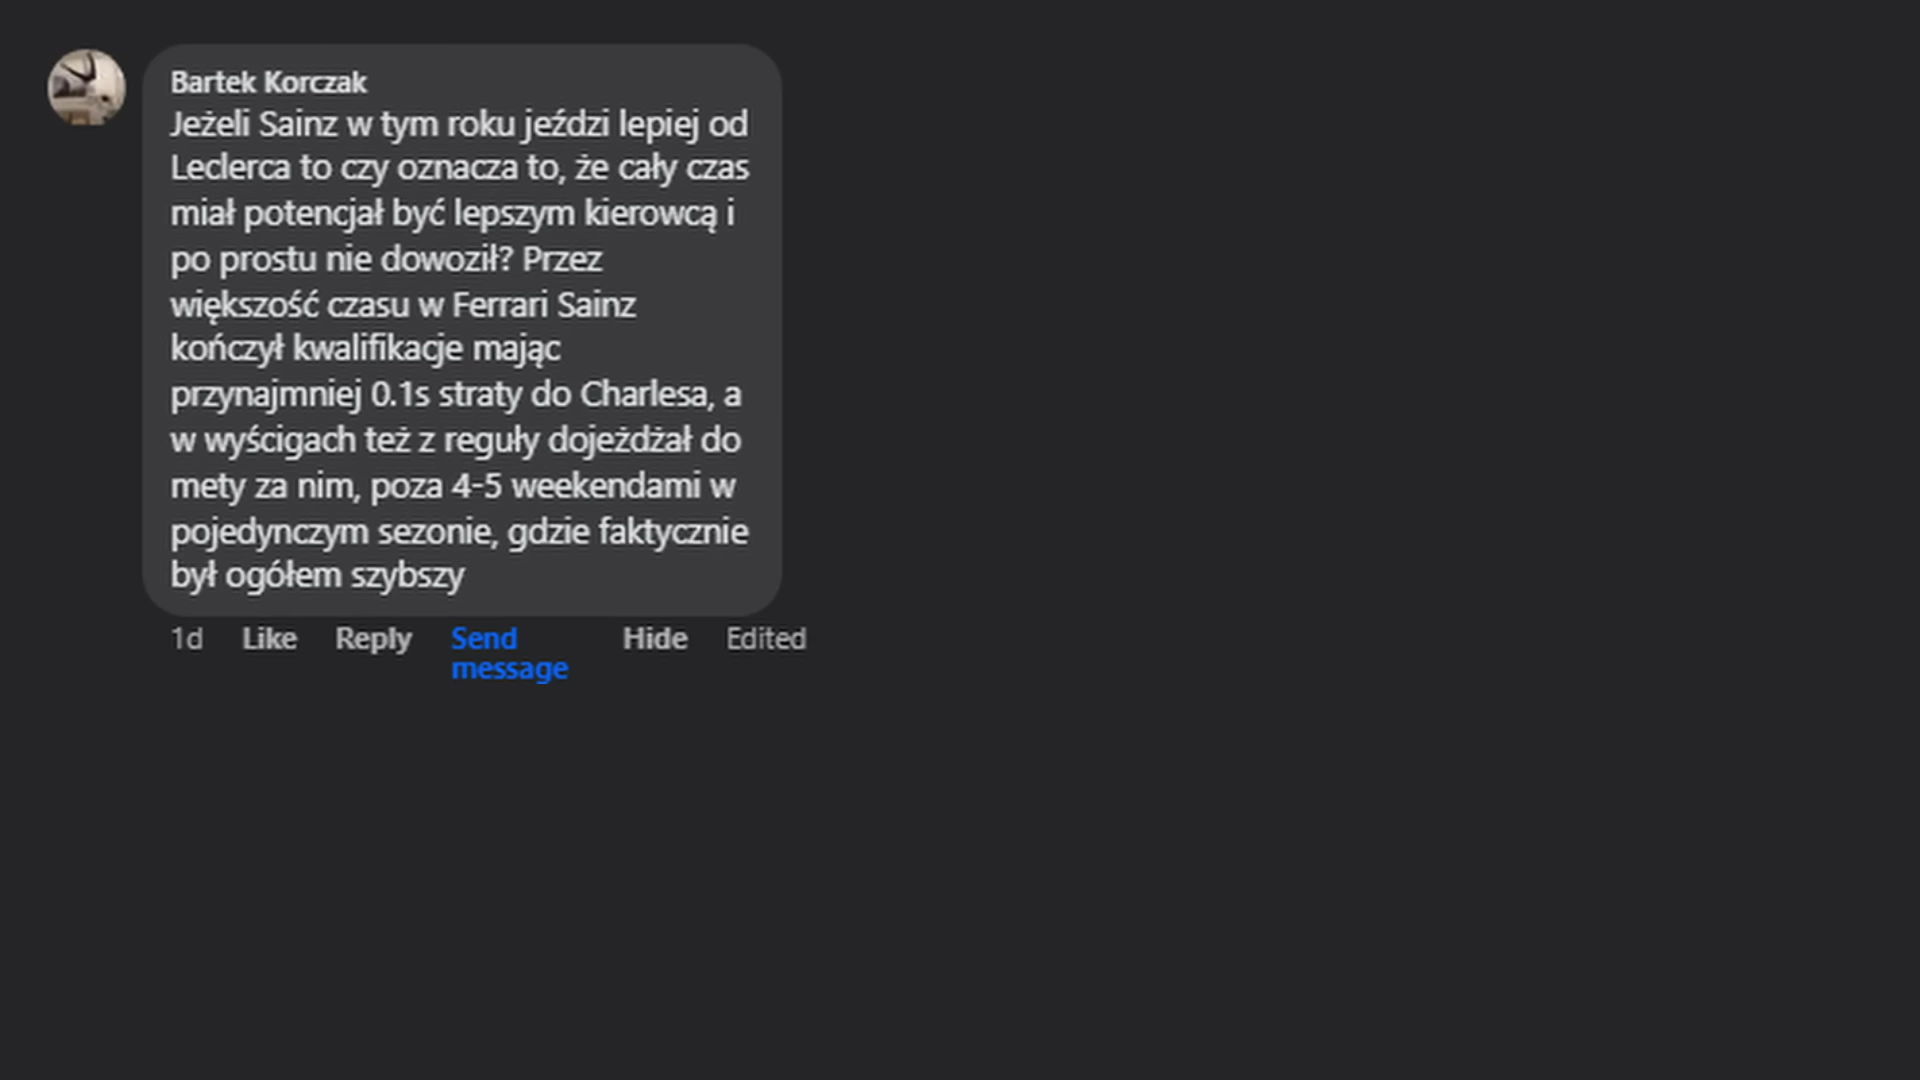 Bartek Korczak
Jeżeli Sainz w tym roku jeździ lepiej od
Leclerca to czy oznacza to, że cały czas
miał potencjał być lepszym kierowcą i
po prostu nie dowoził? Przez
większość czasu w Ferrari Sainz
kończył kwalifikacje mając
przynajmniej 0.1s straty do Charlesa, a
w wyścigach też z reguły dojeżdżał do
mety za nim, poza 4-5 weekendami w
pojedynczym sezonie, gdzie faktycznie
był ogółem szybszy
1d Like Reply Send message Hide Edited